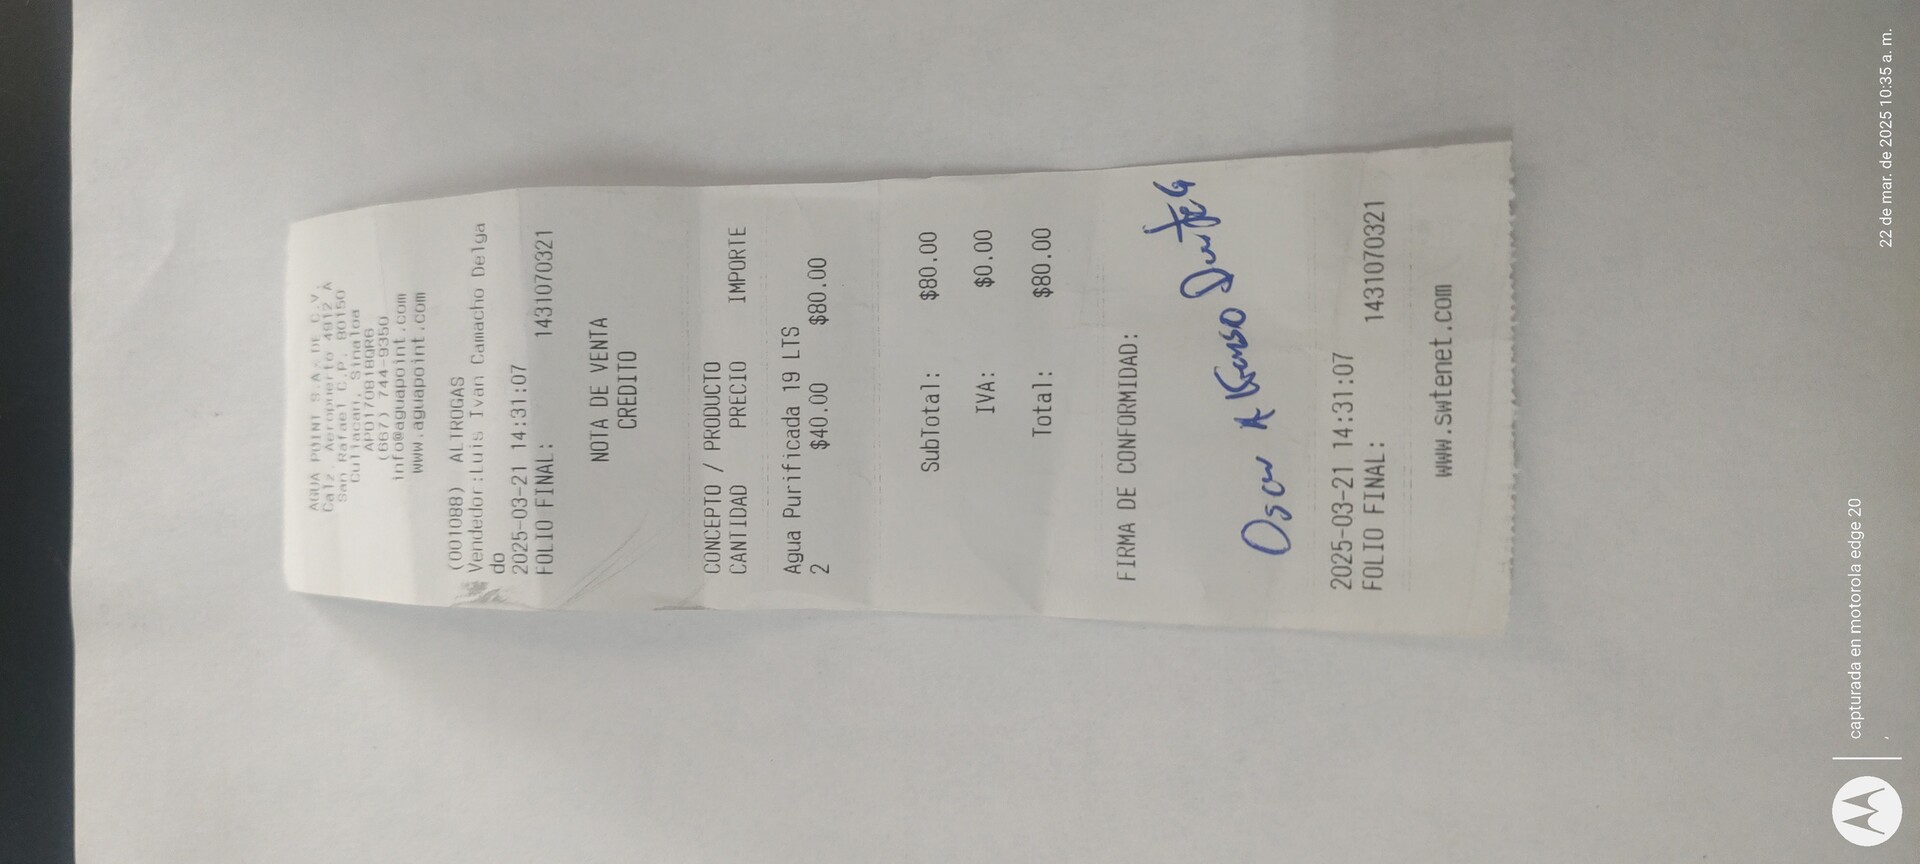 AGUA POINT S.A. DE C.V.
Calz. Aeropuerto 4912 A
San Rafael C.P. 80150
Culiacan, Sinaloa
APO170818QR6
(667) 744-9350
info@aguapoint.com
www.aguapoint.com
(001088) ALTROGAS
Vendedor:Luis Ivan Camacho Delga
do
2025-03-21 14:31:07
FOLIO FINAL: 1431070321
NOTA DE VENTA
CREDITO
CONCEPTO / PRODUCTO
CANTIDAD PRECIO IMPORTE
Agua Purificada 19 LTS
2 $40.00 $80.00
SubTotal: $80.00
IVA: $0.00
Total: $80.00
FIRMA DE CONFORMIDAD:
Oscar
2025-03-21 14:31:07
FOLIO FINAL: 1431070321
www.swtenet.com
capturada en motorola edge 20
22 de mar. de 2025 10:35 a. m.